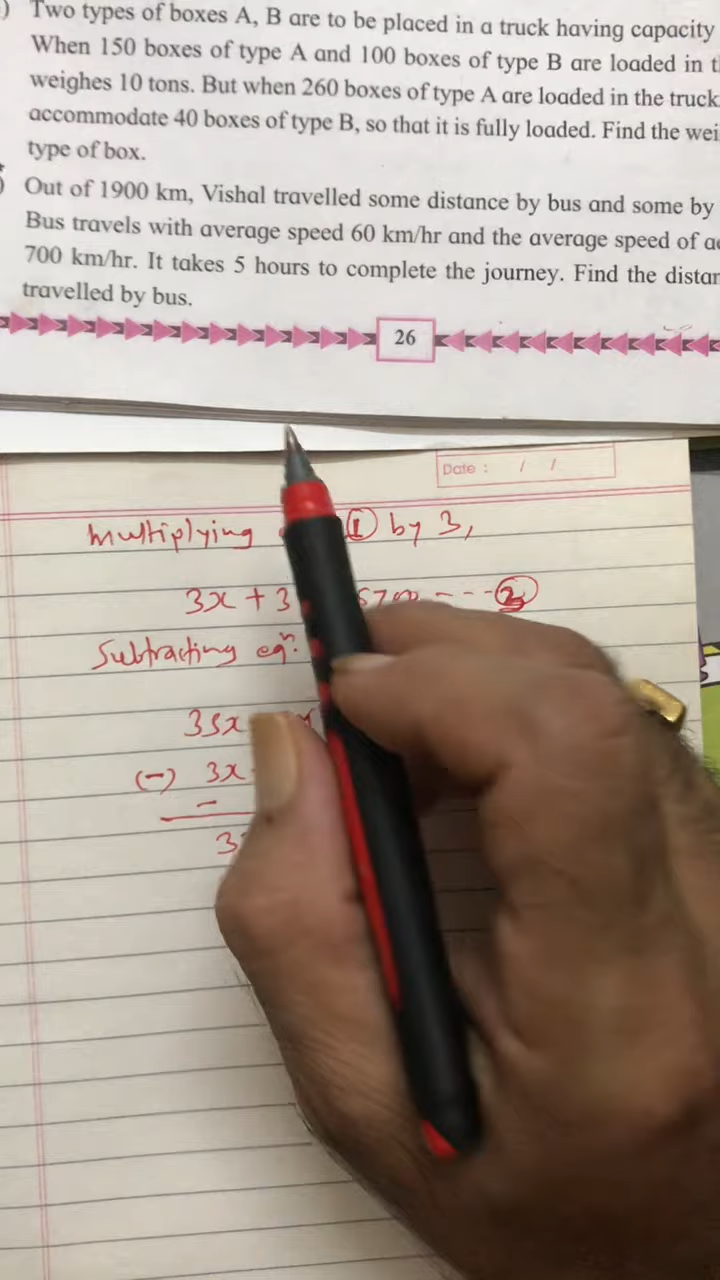 ) Two types of boxes A, B are to be placed in a truck having capacity
When 150 boxes of type A and 100 boxes of type B are loaded in t
weighes 10 tons. But when 260 boxes of type A are loaded in the truck
accommodate 40 boxes of type B, so that it is fully loaded. Find the wei
type of box.
) Out of 1900 km, Vishal travelled some distance by bus and some by
Bus travels with average speed 60 km/hr and the average speed of ae
700 km/hr. It takes 5 hours to complete the journey. Find the distan
travelled by bus.
26
Date : / /
Multiplying ① by 3,
3x + 3 5700 --- ②
Subtracting eqⁿ.
35x
(-) 3x
-
3